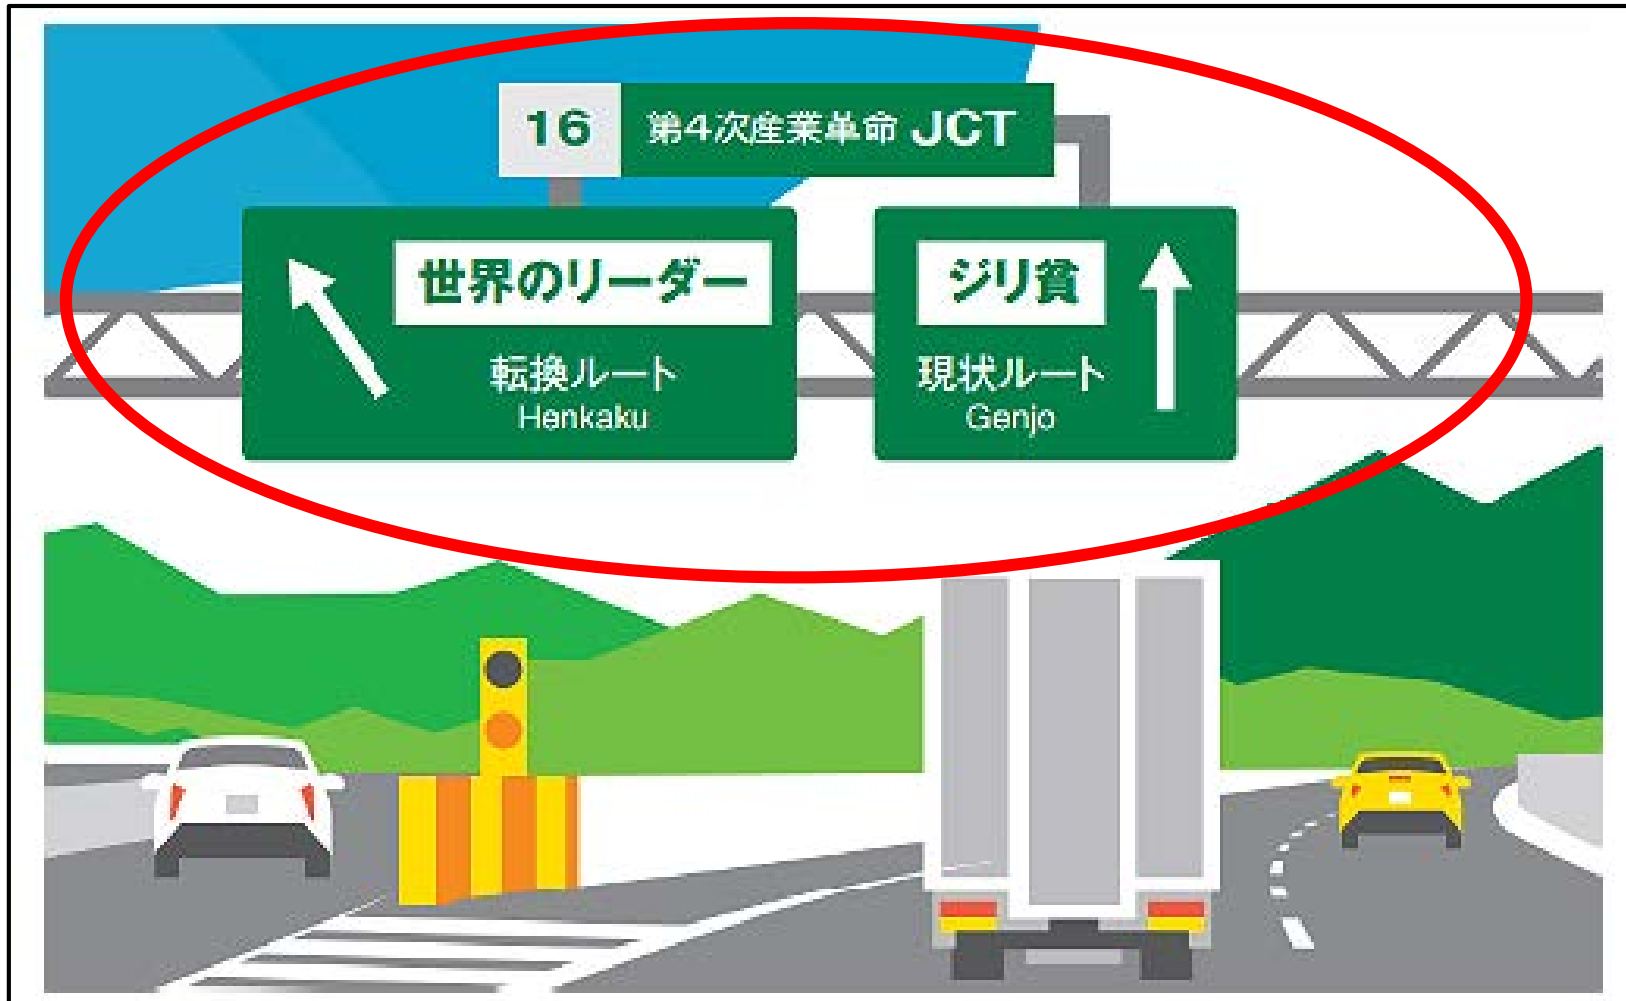 16 第4次産業革命 JCT
世界のリーダー
転換ルート
Henkaku
ジリ貧
現状ルート
Genjo